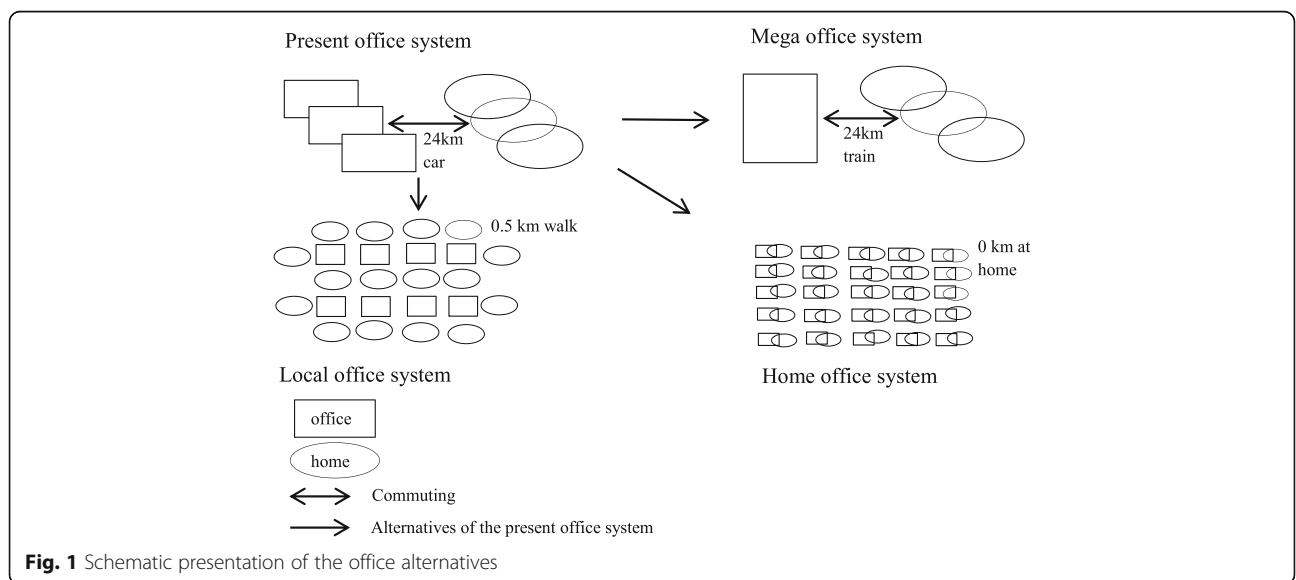 Present office system
Mega office system
24km
car
24km
train
0.5 km walk
0 km at
home
Local office system
Home office system
office
home
Commuting
Alternatives of the present office system
Fig. 1 Schematic presentation of the office alternatives